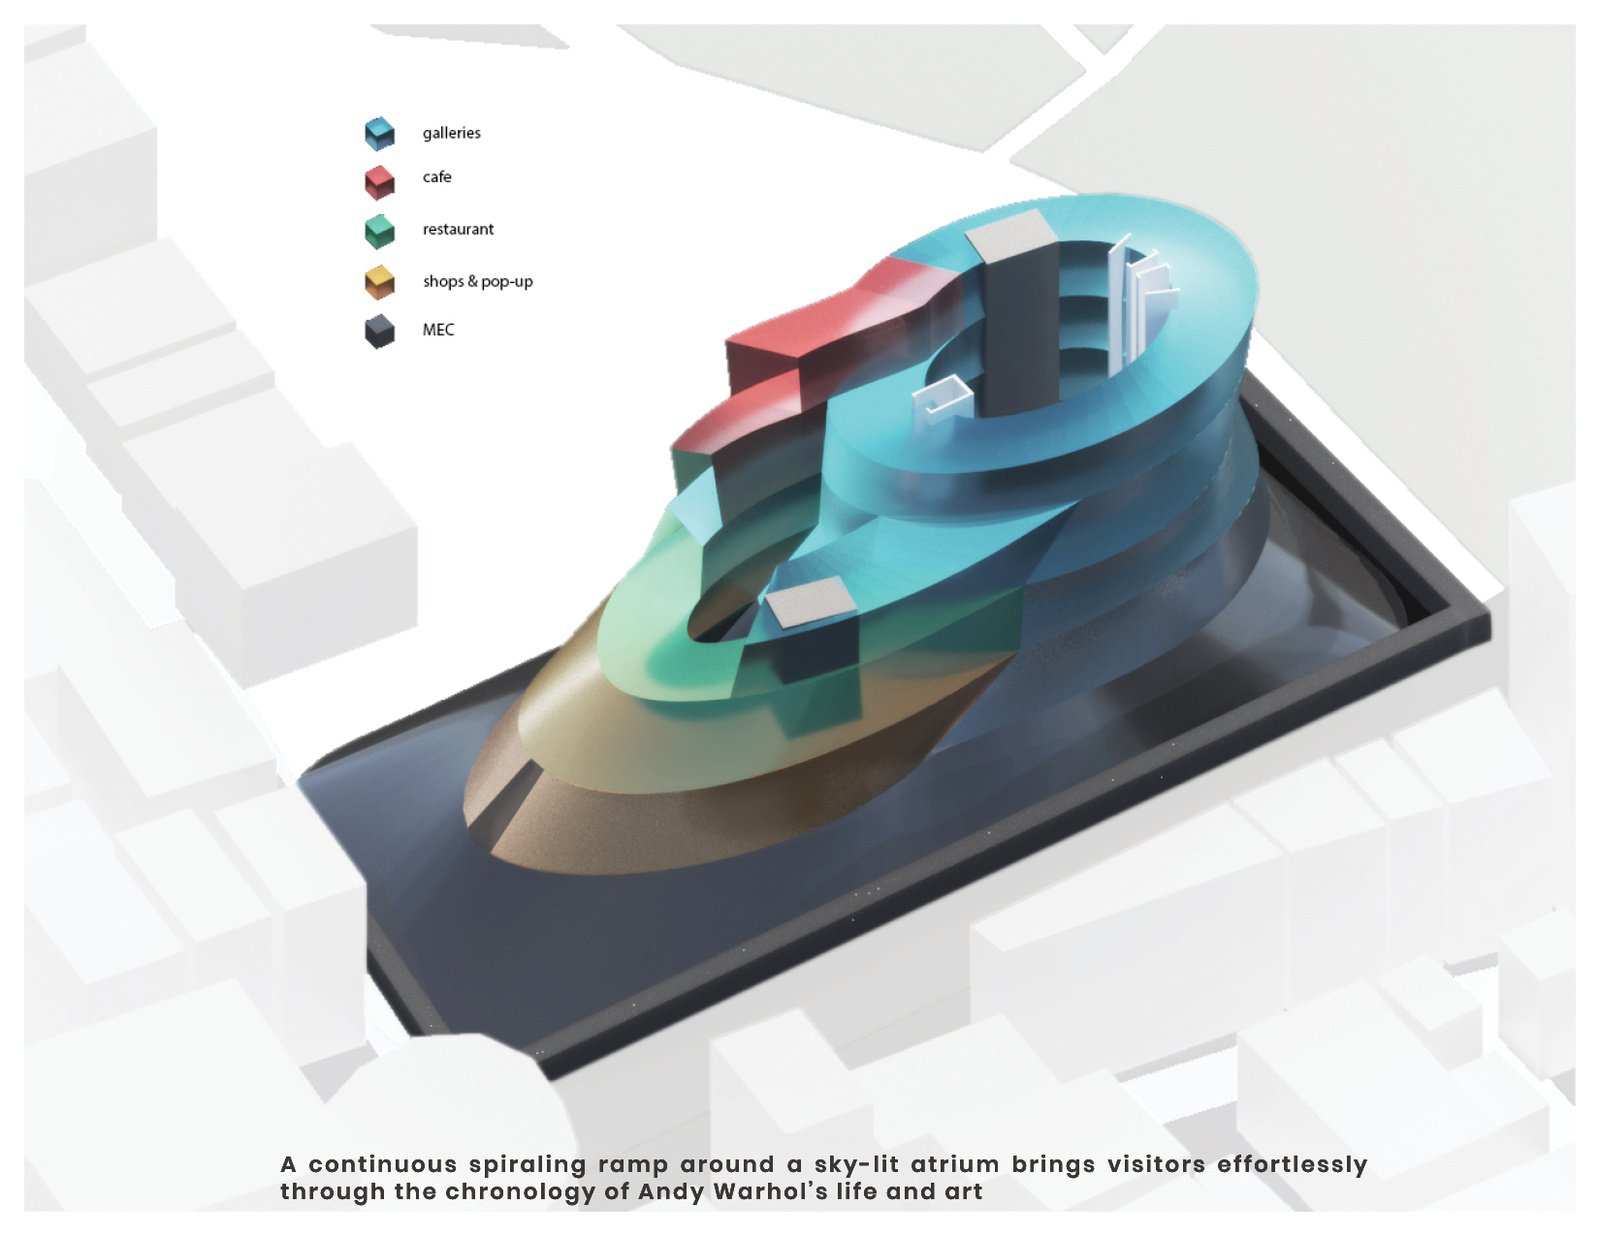 galleries
cafe
restaurant
shops & pop-up
MEC
A continuous spiraling ramp around a sky-lit atrium brings visitors effortlessly
through the chronology of Andy Warhol's life and art